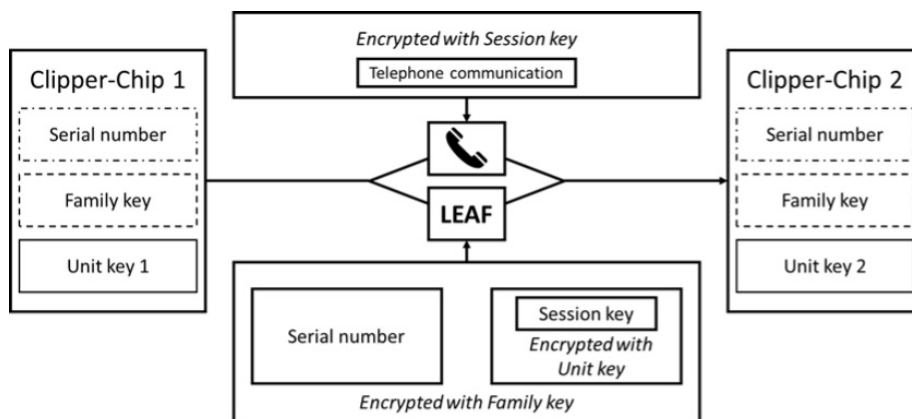 Clipper-Chip 1
Serial number
Family key
Unit key 1
Encrypted with Session key
Telephone communication
LEAF
Serial number
Session key
Encrypted with
Unit key
Encrypted with Family key
Clipper-Chip 2
Serial number
Family key
Unit key 2